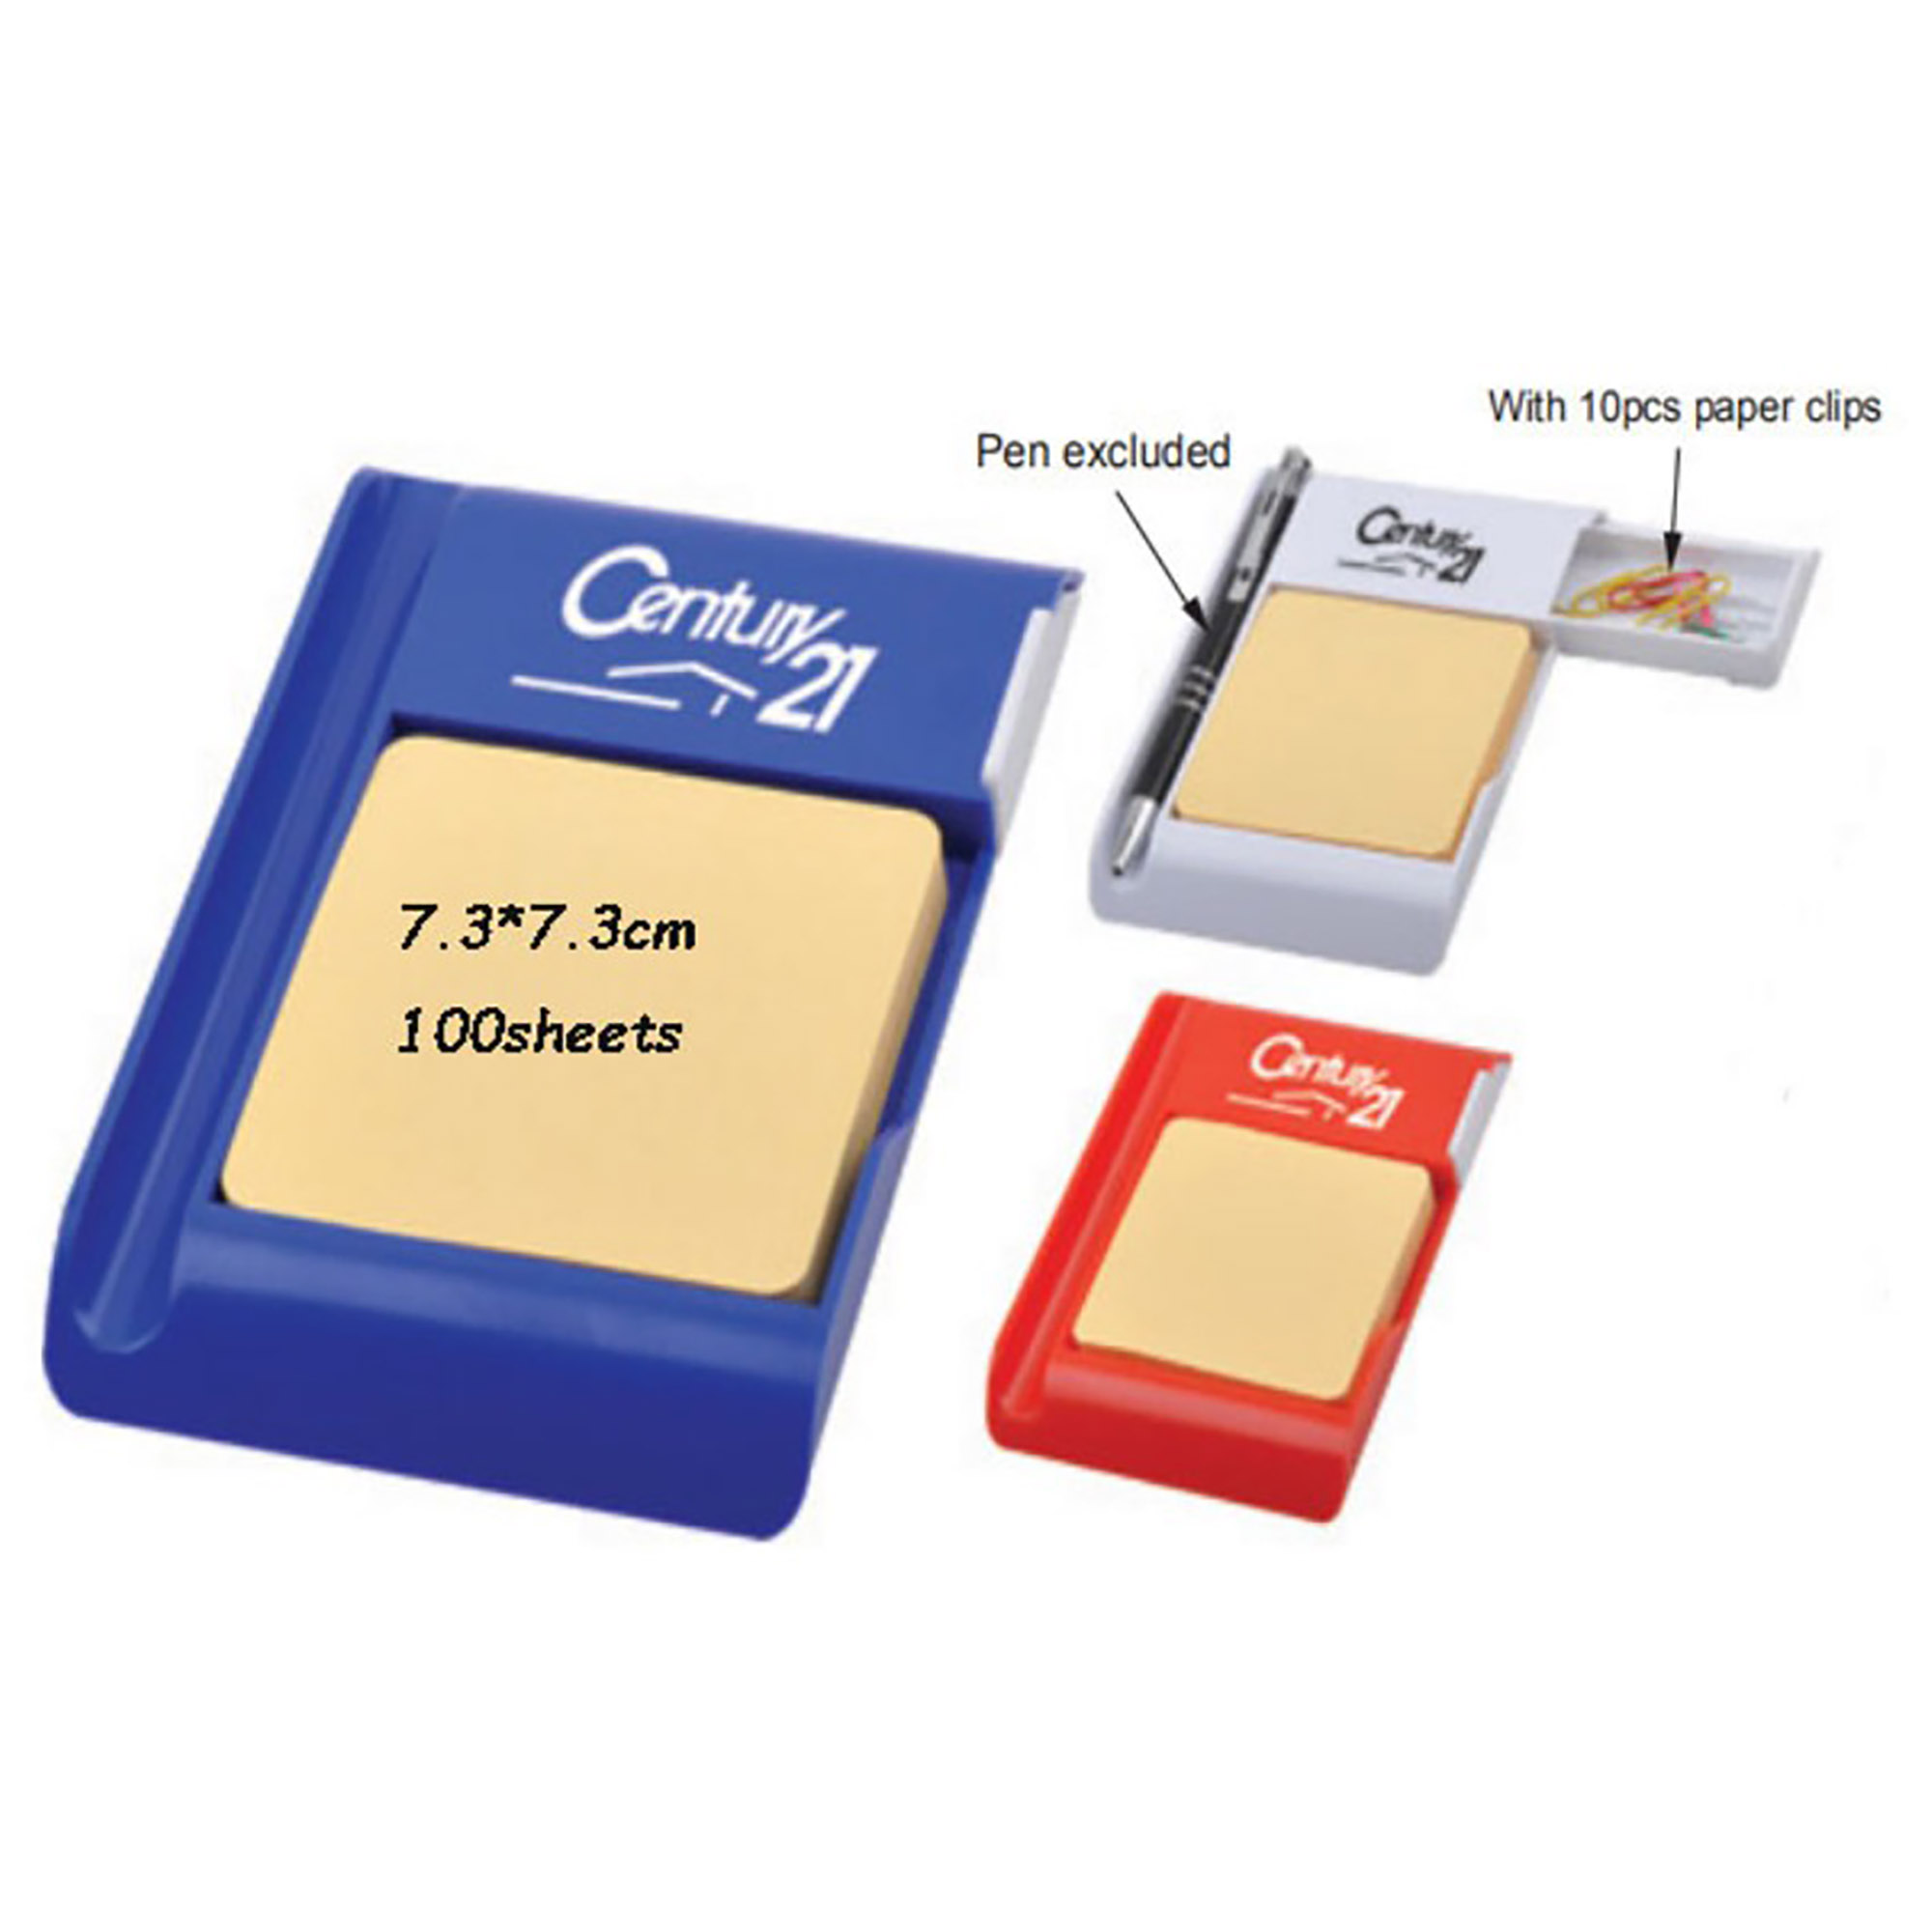 Century
21
7.3*7.3cm
100sheets
Pen excluded
With 10pcs paper clips
Century
21
Century
21